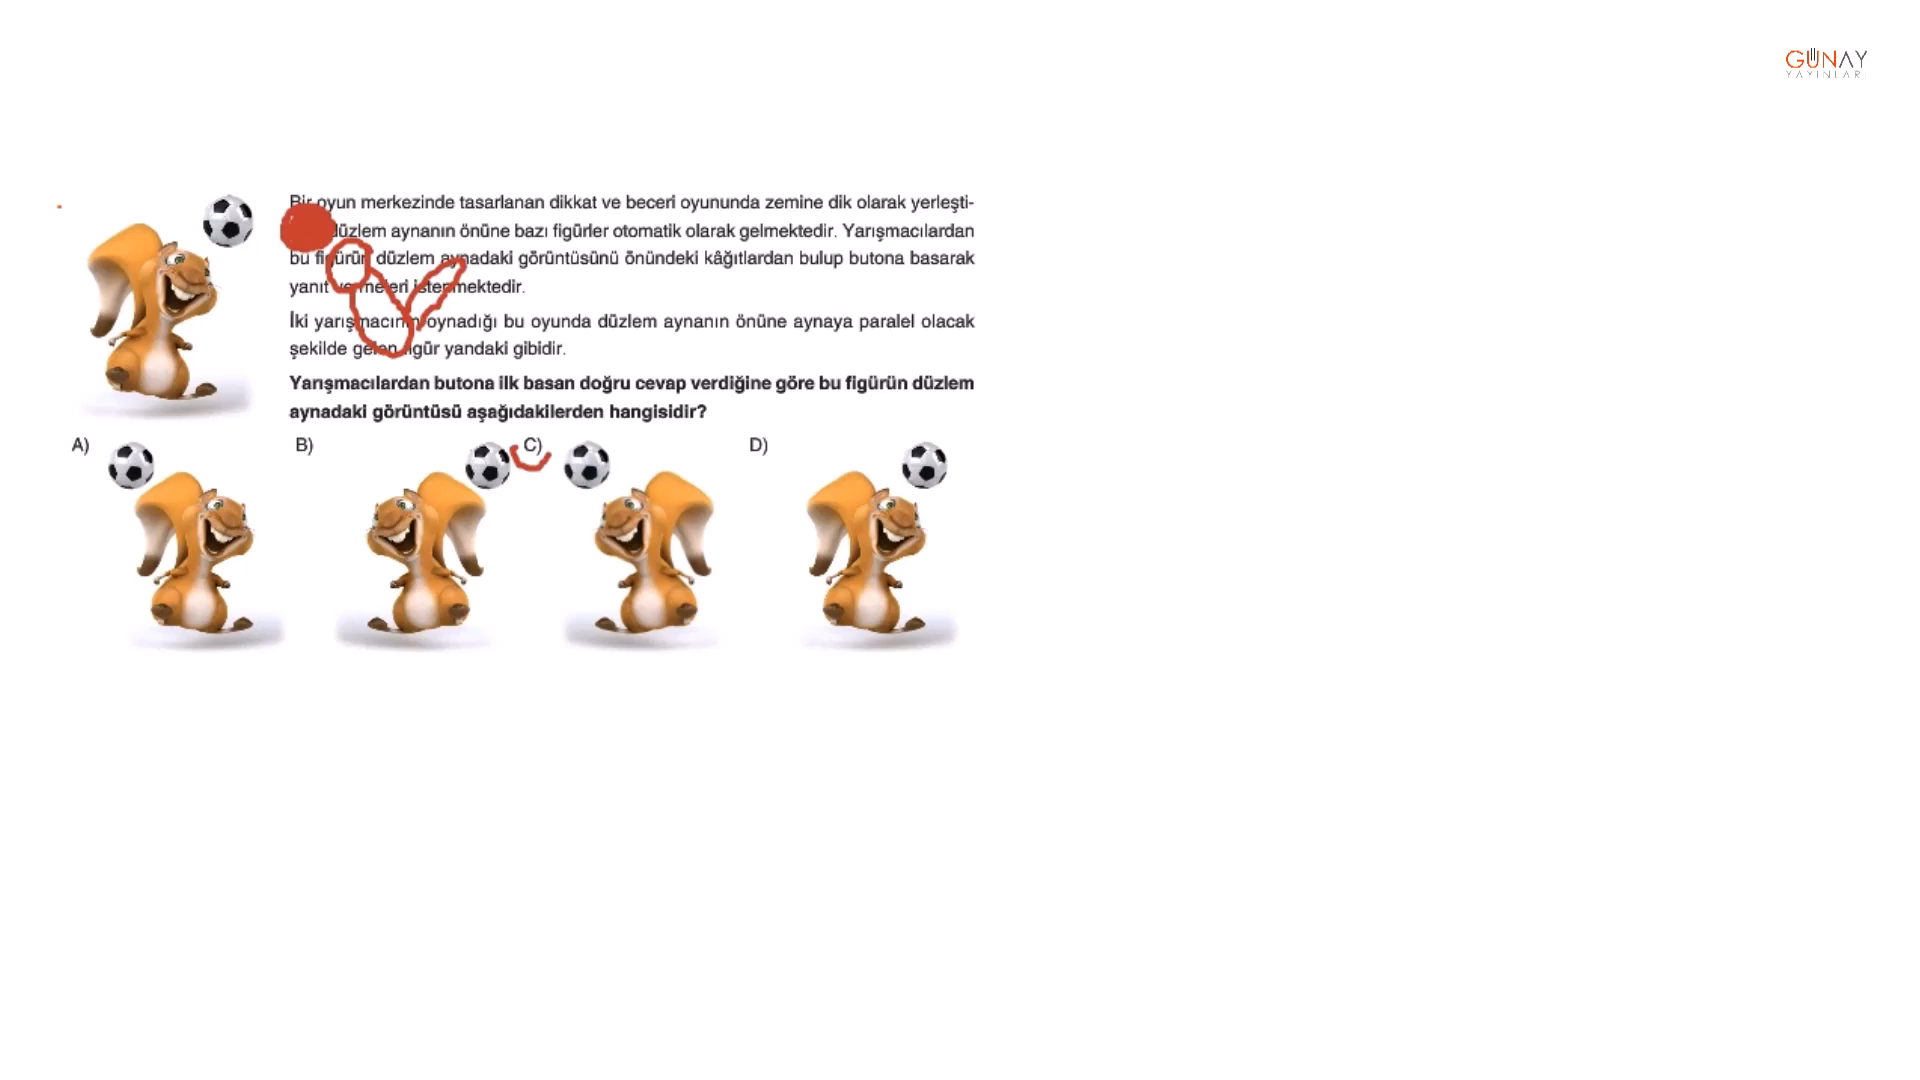 GÜNAY
YAYINLARI
Bir oyun merkezinde tasarlanan dikkat ve beceri oyununda zemine dik olarak yerleşti-
düzlem aynanın önüne bazı figürler otomatik olarak gelmektedir. Yarışmacılardan
bu figürün düzlem aynadaki görüntüsünü önündeki kâğıtlardan bulup butona basarak
yanıt vermeleri istenmektedir.
İki yarışmacının oynadığı bu oyunda düzlem aynanın önüne aynaya paralel olacak
şekilde gelen figür yandaki gibidir.
Yarışmacılardan butona ilk basan doğru cevap verdiğine göre bu figürün düzlem
aynadaki görüntüsü aşağıdakilerden hangisidir?
A) B) C) D)